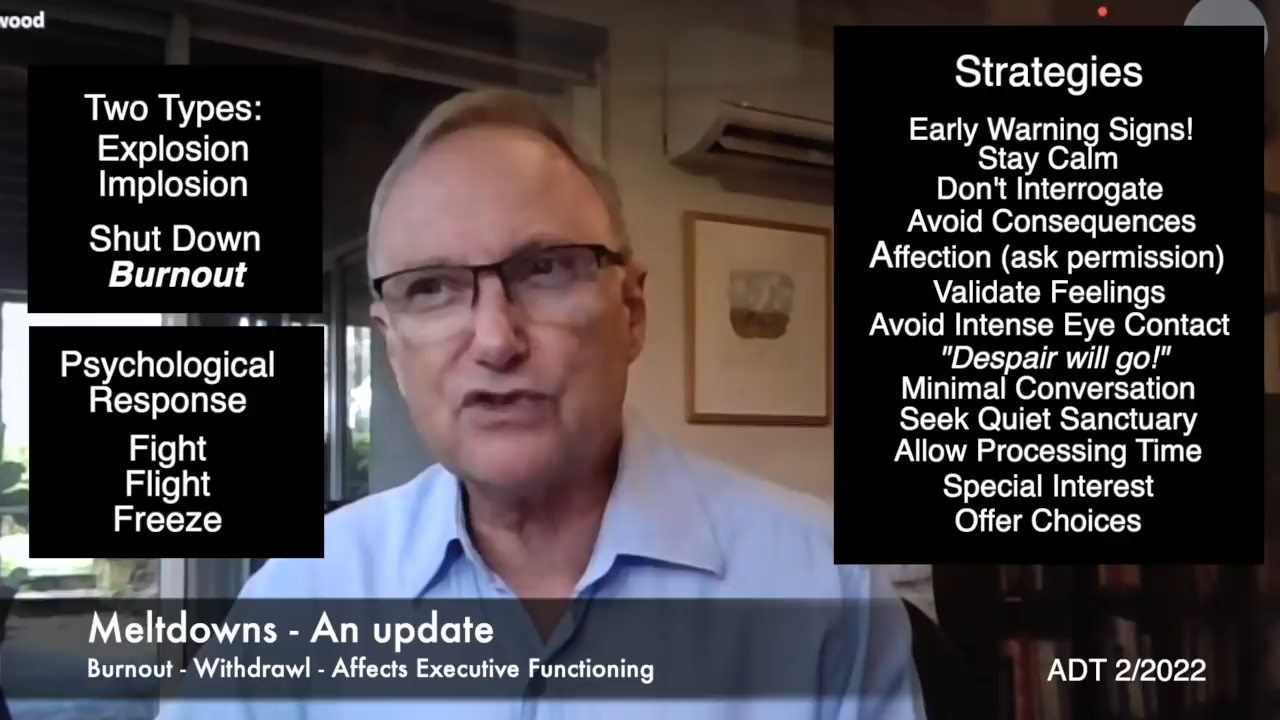 wood
Two Types:
Explosion
Implosion
Shut Down
Burnout
Psychological
Response
Fight
Flight
Freeze
Strategies
Early Warning Signs!
Stay Calm
Don't Interrogate
Avoid Consequences
Affection (ask permission)
Validate Feelings
Avoid Intense Eye Contact
"Despair will go!"
Minimal Conversation
Seek Quiet Sanctuary
Allow Processing Time
Special Interest
Offer Choices
Meltdowns - An update
Burnout - Withdrawl - Affects Executive Functioning
ADT 2/2022